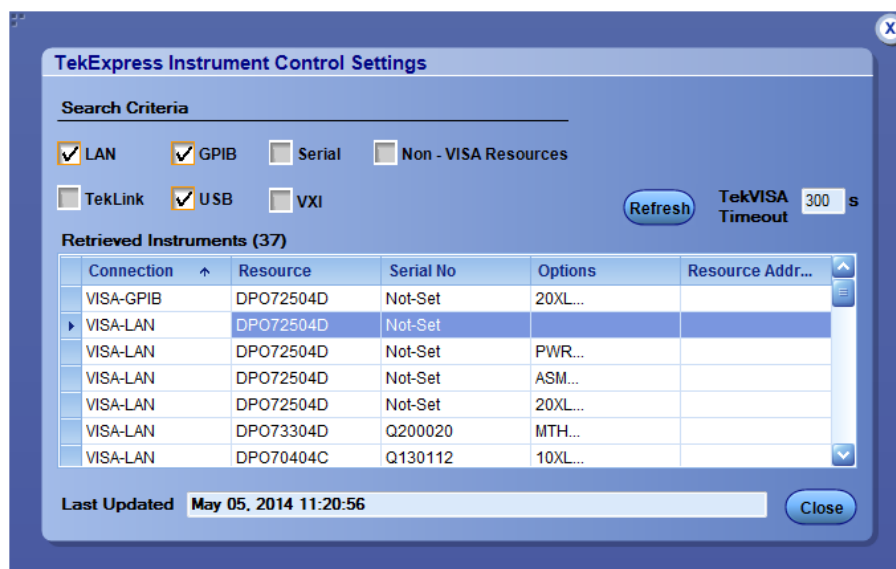 X
TekExpress Instrument Control Settings
Search Criteria
LAN GPIB Serial Non - VISA Resources
TekLink USB VXI
Refresh TekVISA Timeout 300 s
Retrieved Instruments (37)
Connection Resource Serial No Options Resource Addr...
VISA-GPIB DPO72504D Not-Set 20XL...
VISA-LAN DPO72504D Not-Set
VISA-LAN DPO72504D Not-Set PWR...
VISA-LAN DPO72504D Not-Set ASM...
VISA-LAN DPO72504D Not-Set 20XL...
VISA-LAN DPO73304D Q200020 MTH...
VISA-LAN DPO70404C Q130112 10XL...
Last Updated May 05, 2014 11:20:56 Close